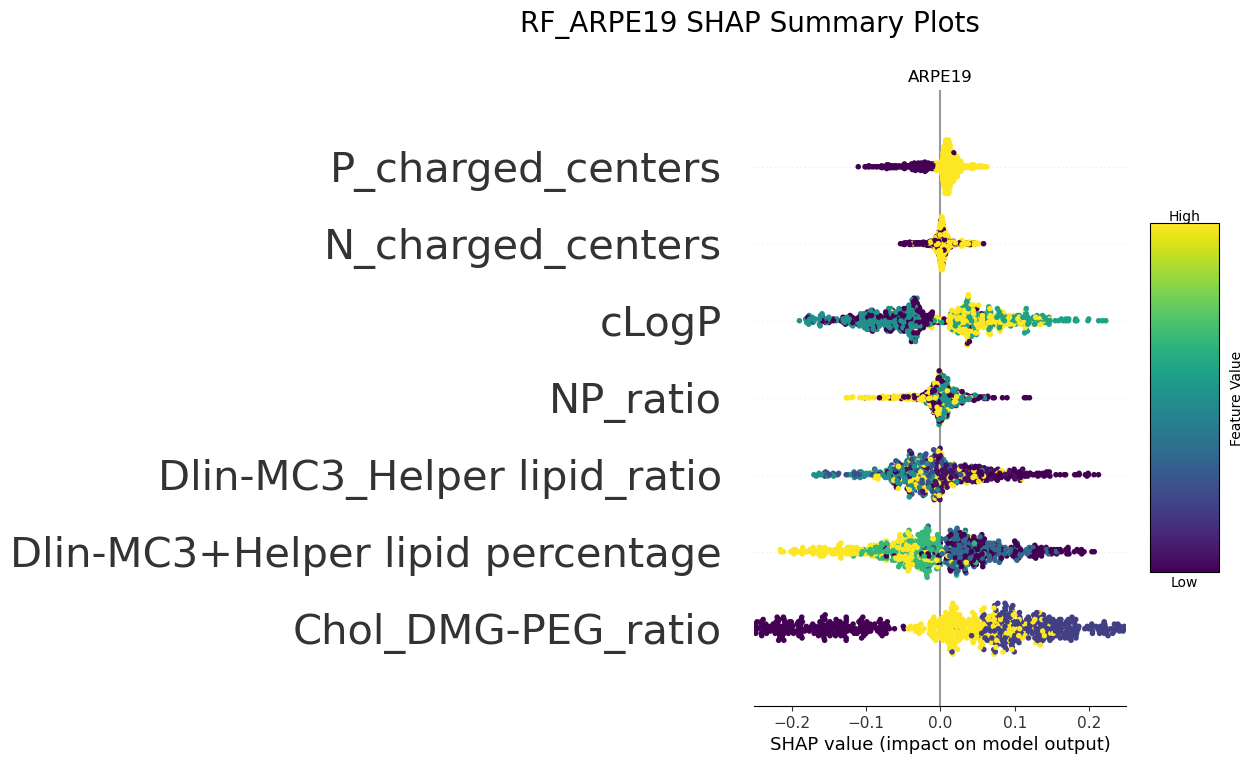 RF_ARPE19 SHAP Summary Plots
ARPE19
P_charged_centers
N_charged_centers
cLogP
NP_ratio
Dlin-MC3_Helper lipid_ratio
Dlin-MC3+Helper lipid percentage
Chol_DMG-PEG_ratio
−0.2 −0.1 0.0 0.1 0.2
SHAP value (impact on model output)
High
Feature Value
Low